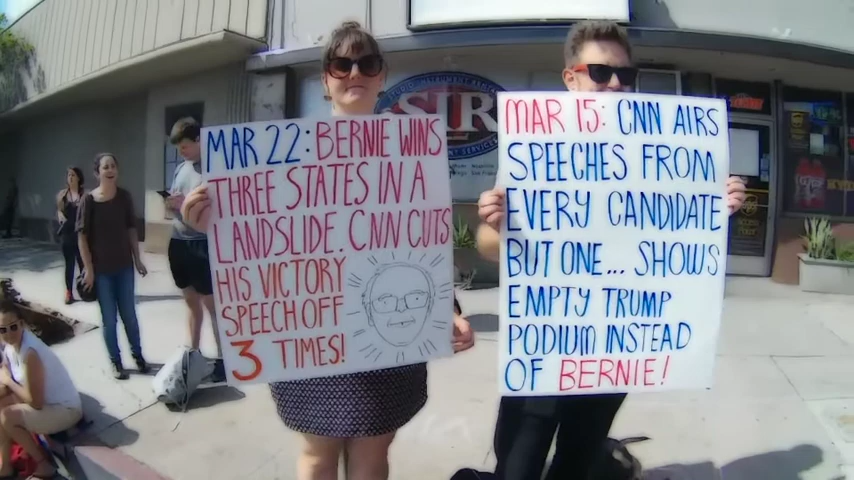 MAR 22: BERNIE WINS
THREE STATES IN A
LANDSLIDE. CNN CUTS
HIS VICTORY
SPEECH OFF
3 TIMES!
SIR
MAR 15: CNN AIRS
SPEECHES FROM
EVERY CANDIDATE
BUT ONE... SHOWS
EMPTY TRUMP
PODIUM INSTEAD
OF BERNIE!